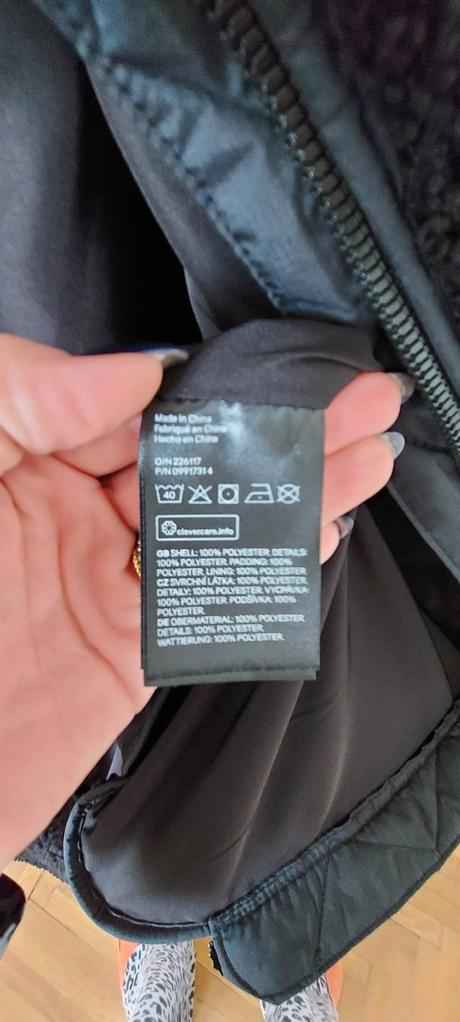 Made in China
Fabriqué en Chine
Hecho en China
O/N 226117
P/N 09917314
40
clevercare.info
GB SHELL: 100% POLYESTER. DETAILS:
100% POLYESTER. PADDING: 100%
POLYESTER. LINING: 100% POLYESTER.
CZ SVRCHNÍ LÁTKA: 100% POLYESTER.
DETAILY: 100% POLYESTER. VYCPÁVKA:
100% POLYESTER. PODŠÍVKA: 100%
POLYESTER.
DE OBERMATERIAL: 100% POLYESTER.
DETAILS: 100% POLYESTER.
WATTIERUNG: 100% POLYESTER.